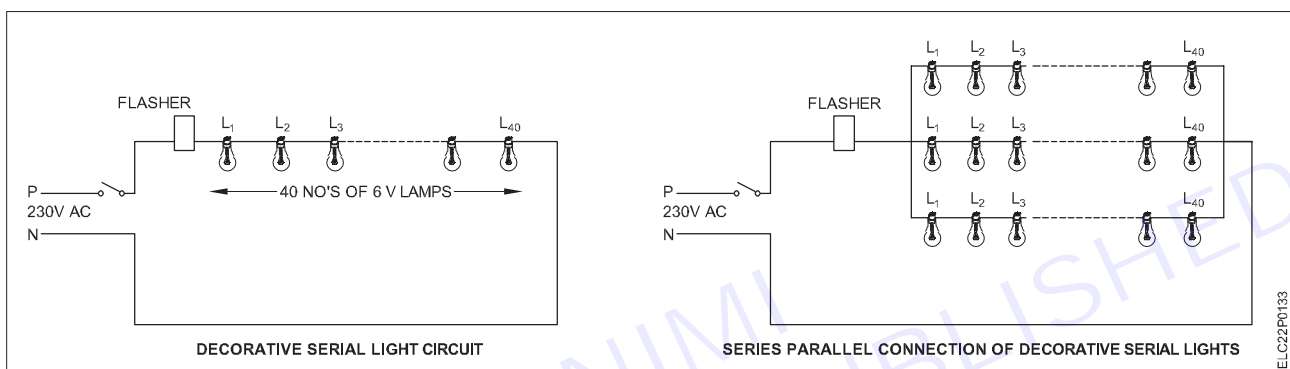 FLASHER
L1 L2 L3 L40
40 NO'S OF 6 V LAMPS
P
230V AC
N
DECORATIVE SERIAL LIGHT CIRCUIT
L1 L2 L3 L40
FLASHER
L1 L2 L3 L40
P
230V AC
L1 L2 L3 L40
N
SERIES PARALLEL CONNECTION OF DECORATIVE SERIAL LIGHTS
ELC22P0133
NIMI